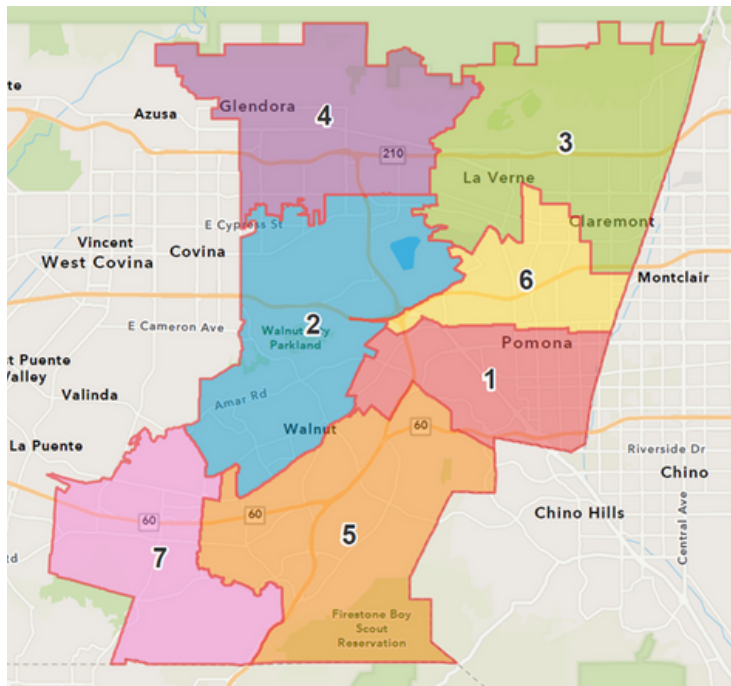 te
Azusa
Glendora
4
210
3
La Verne
E Cypress St
Claremont
Vincent
West Covina
Covina
6
Montclair
E Cameron Ave
2
Parkland
Pomona
t Puente
Valley
1
Valinda
Amar Rd
Walnut
60
La Puente
Riverside Dr
Chino
60
60
Chino Hills
Central Ave
5
7
Rd
Firestone Boy
Scout
Reservation